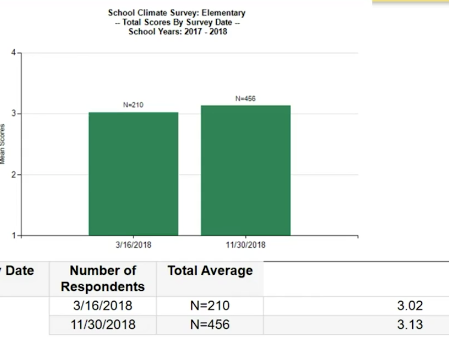 School Climate Survey: Elementary
-- Total Scores By Survey Date --
School Years: 2017 - 2018
4
N=456
N=210
3
Mean Scores
2
1
3/16/2018 11/30/2018
Date Number of Respondents Total Average
3/16/2018 N=210 3.02
11/30/2018 N=456 3.13